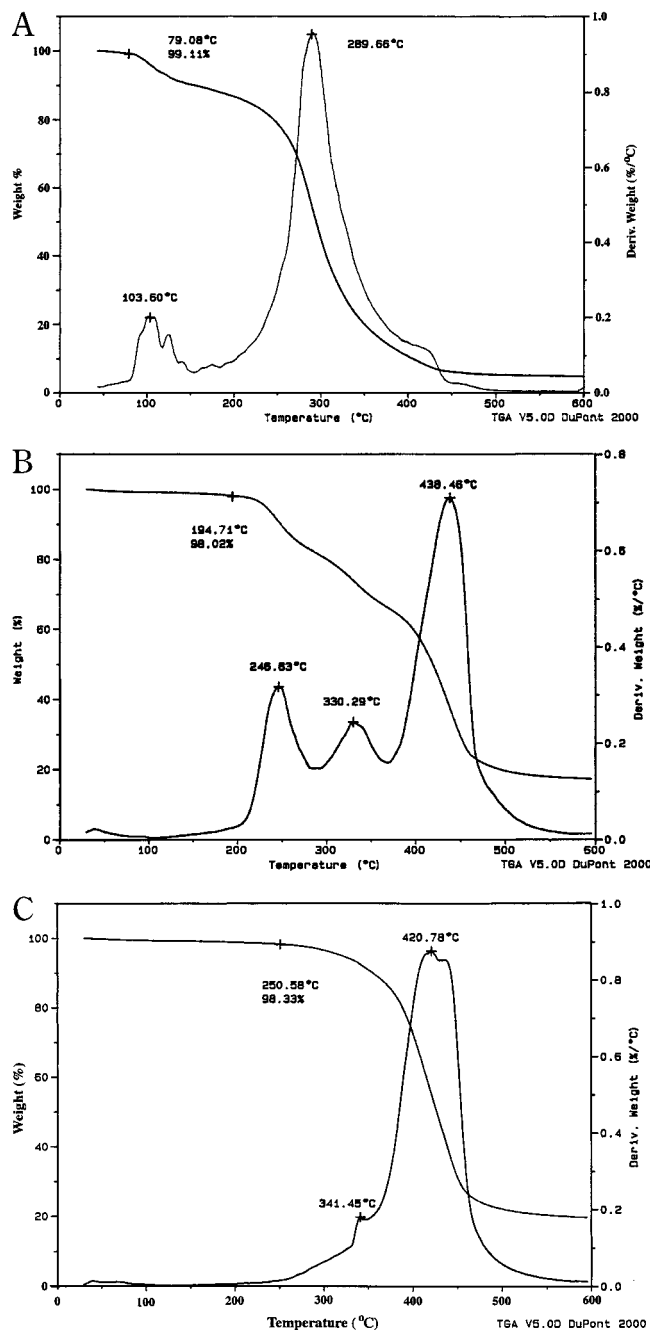 A
79.08°C
99.11%
289.66°C
103.60°C
100
80
60
40
20
0
Weight %
1.0
0.8
0.6
0.4
0.2
0.0
Deriv. Weight (%/°C)
0
100
200
300
400
500
600
Temperature (°C)
TGA V5.0D DuPont 2000
B
438.46°C
194.71°C
98.02%
246.63°C
330.29°C
100
80
60
40
20
0
Weight (%)
0.8
0.6
0.4
0.2
0.0
Deriv. Weight (%/°C)
0
100
200
300
400
500
600
Temperature (°C)
TGA V5.0D DuPont 2000
C
420.78°C
250.58°C
98.33%
341.45°C
100
80
60
40
20
0
Weight (%)
1.0
0.8
0.6
0.4
0.2
0.0
Deriv. Weight (%/°C)
0
100
200
300
400
500
600
Temperature (°C)
TGA V5.0D DuPont 2000